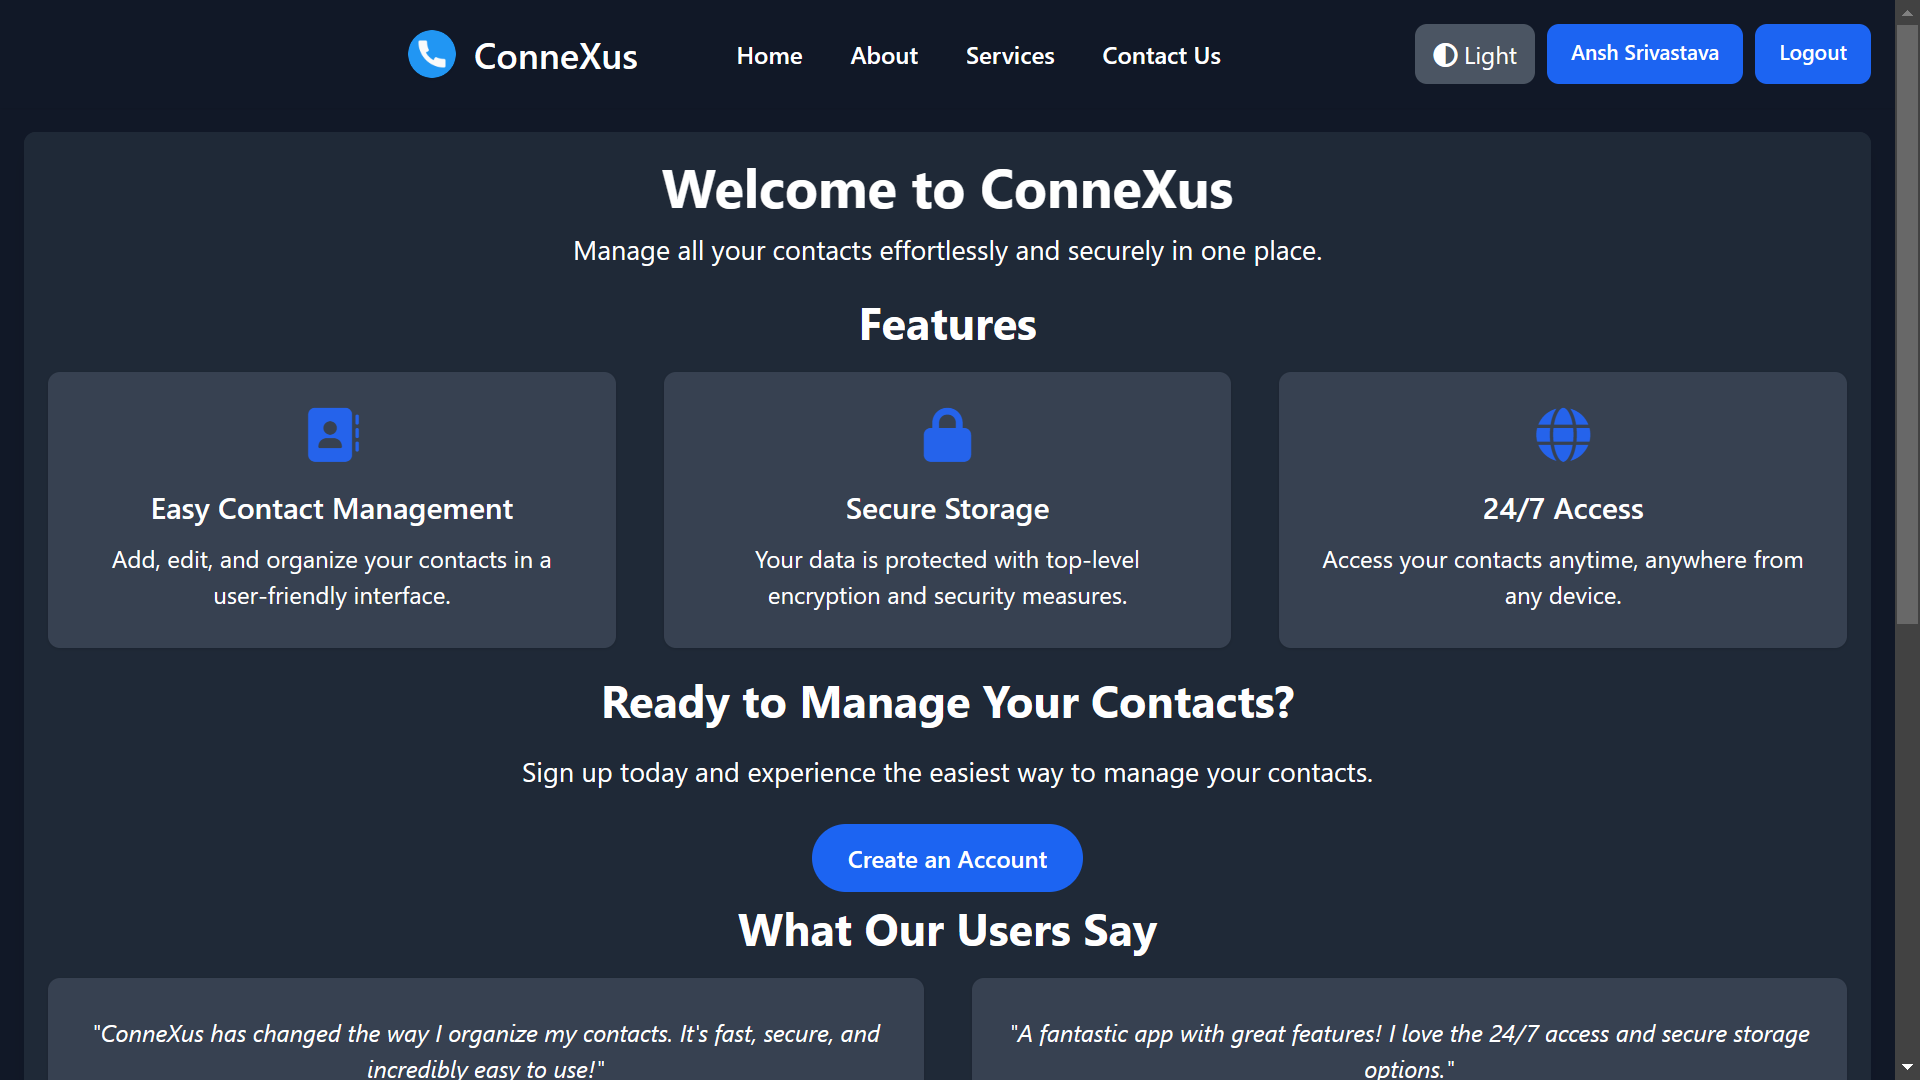 ConneXus
Home
About
Services
Contact Us
Light
Ansh Srivastava
Logout
Welcome to ConneXus
Manage all your contacts effortlessly and securely in one place.
Features
Easy Contact Management
Add, edit, and organize your contacts in a
user-friendly interface.
Secure Storage
Your data is protected with top-level
encryption and security measures.
24/7 Access
Access your contacts anytime, anywhere from
any device.
Ready to Manage Your Contacts?
Sign up today and experience the easiest way to manage your contacts.
Create an Account
What Our Users Say
"ConneXus has changed the way I organize my contacts. It's fast, secure, and
incredibly easy to use!"
"A fantastic app with great features! I love the 24/7 access and secure storage
options."